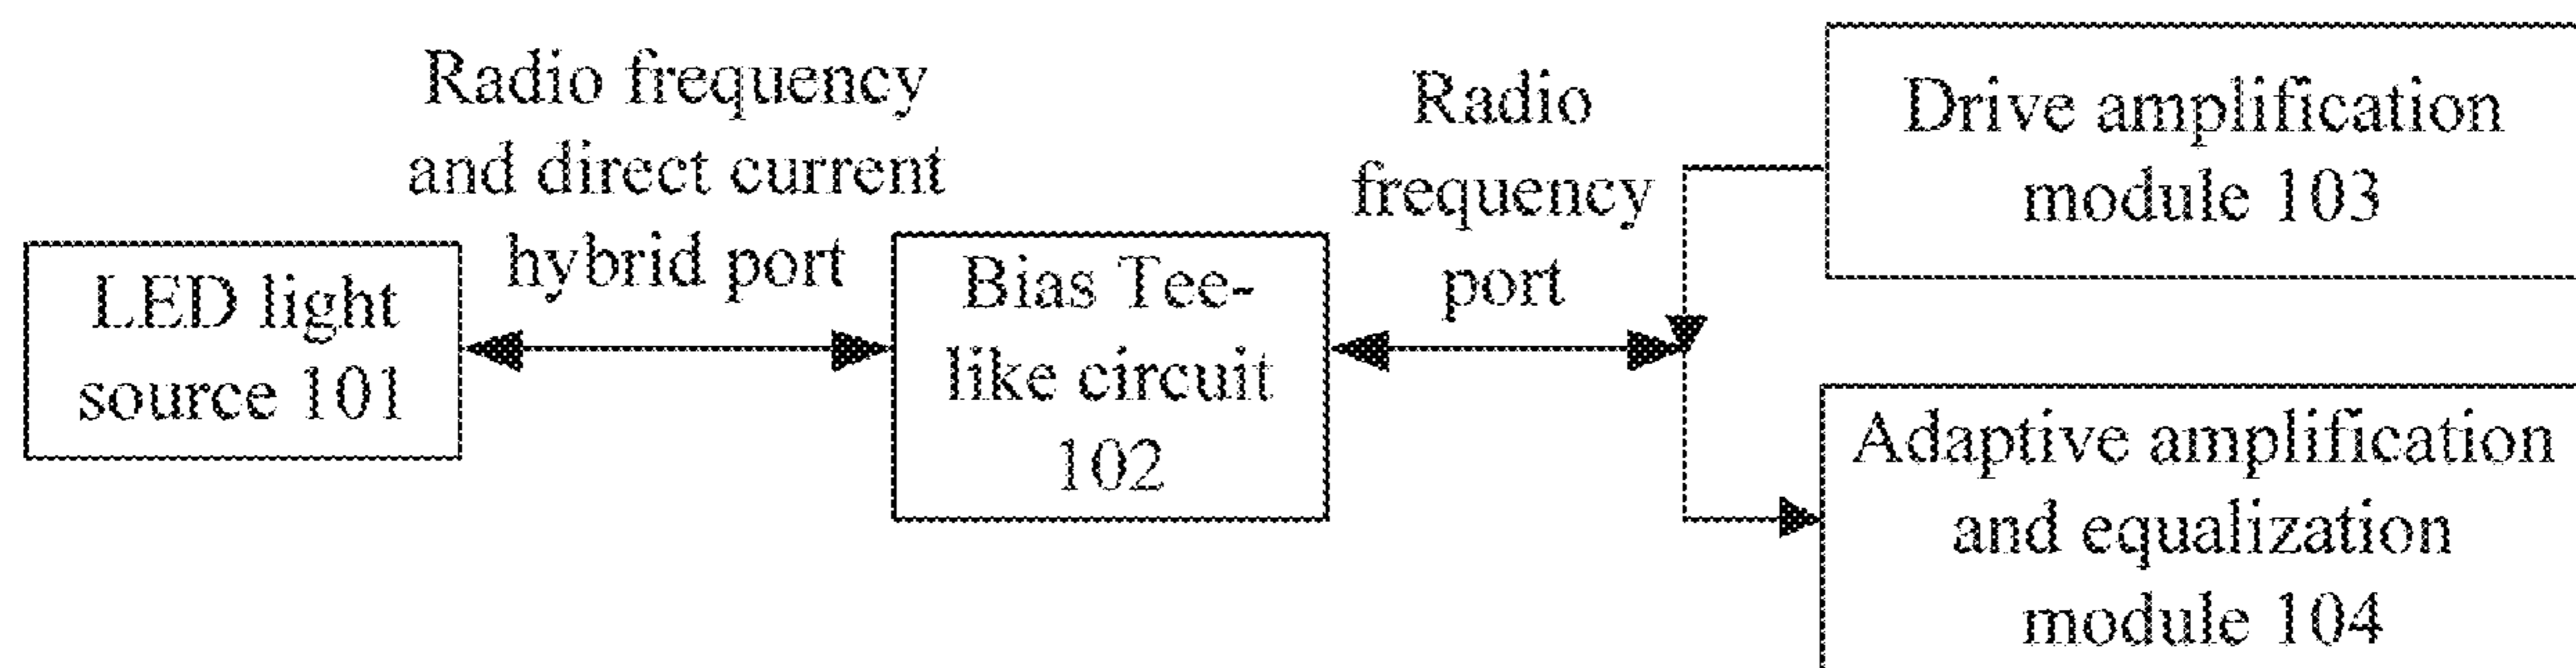 Radio frequency
and direct current
hybrid port
LED light
source 101
Bias Tee-
like circuit
102
Radio
frequency
port
Drive amplification
module 103
Adaptive amplification
and equalization
module 104